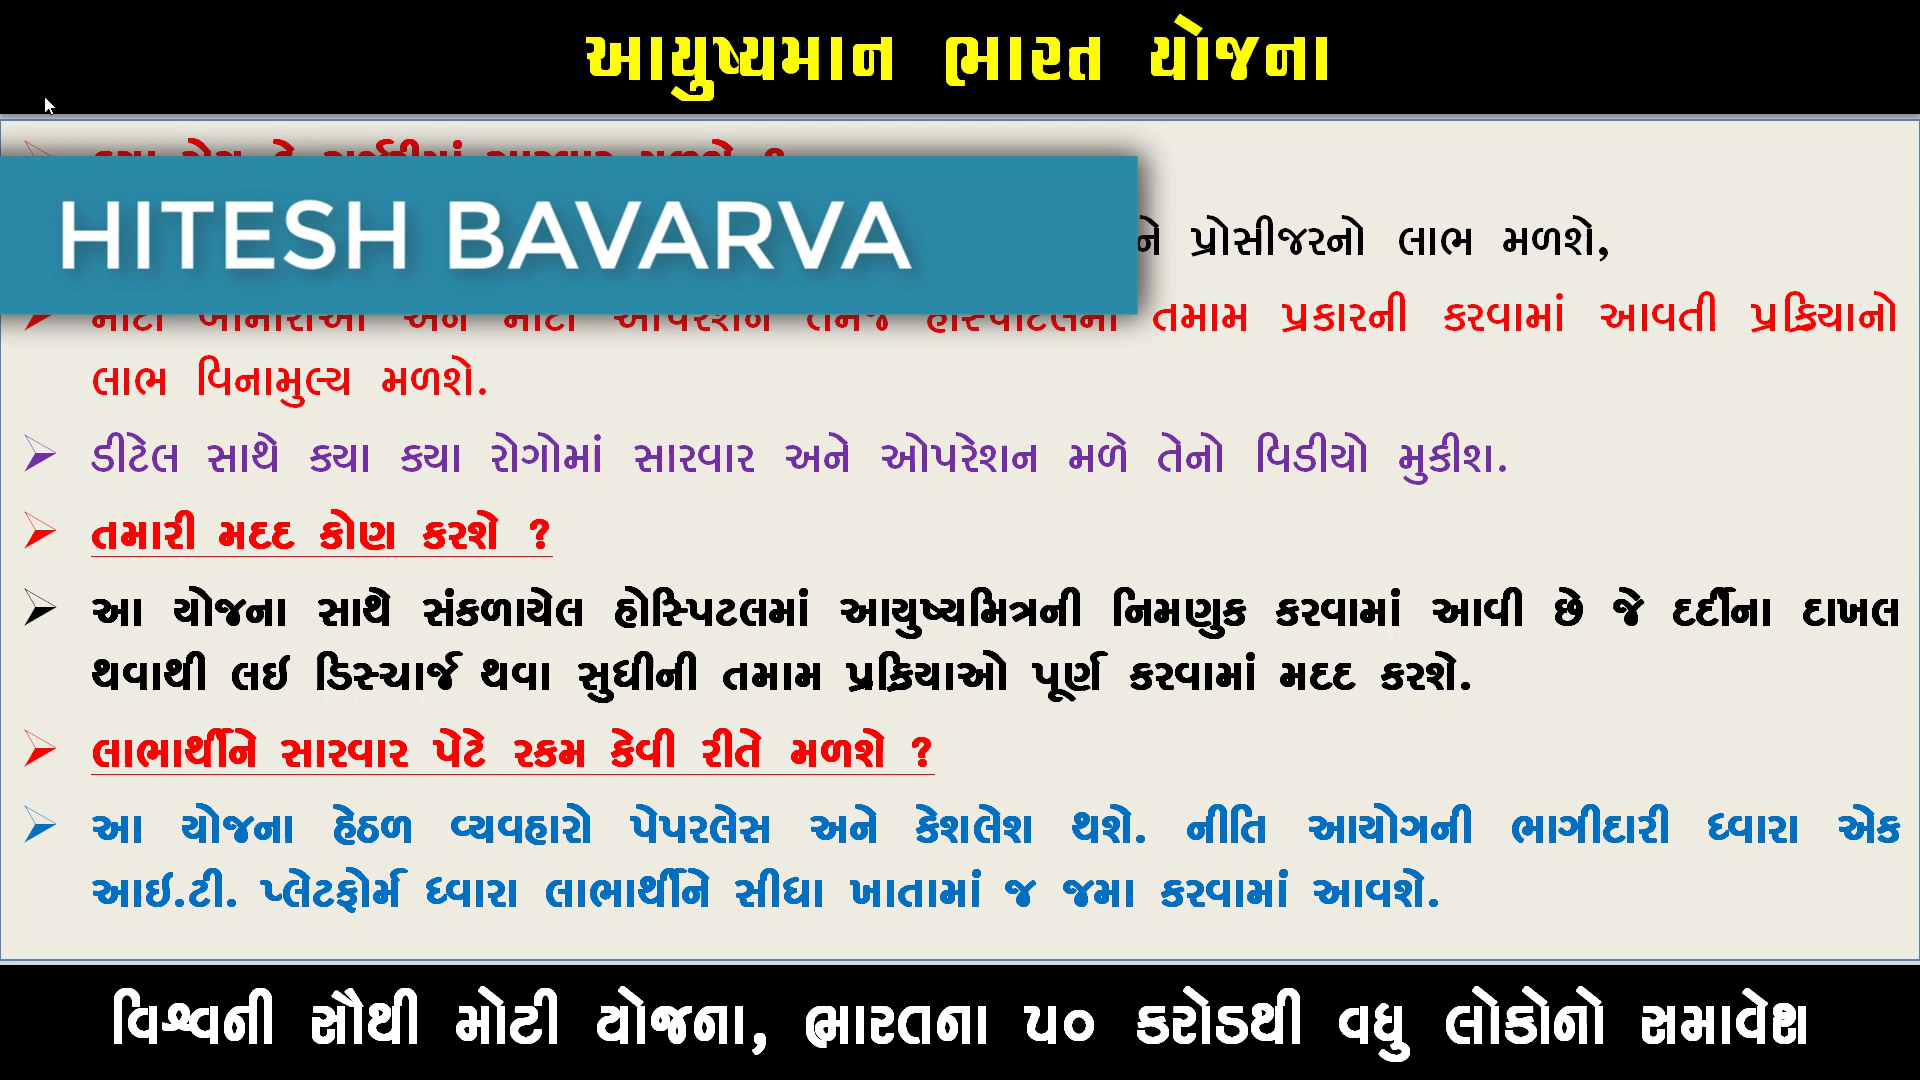 આયુષ્યમાન ભારત યોજના
HITESH BAVARVA
પ્રોસીજરનો લાભ મળશે,
તમામ પ્રકારની કરવામાં આવતી પ્રક્રિયાનો
લાભ વિનામુલ્ય મળશે.
ડીટેલ સાથે ક્યા ક્યા રોગોમાં સારવાર અને ઓપરેશન મળે તેનો વિડીયો મુકીશ.
તમારી મદદ કોણ કરશે ?
આ યોજના સાથે સંકળાયેલ હોસ્પિટલમાં આયુષ્યમિત્રની નિમણુક કરવામાં આવી છે જે દર્દીના દાખલ
થવાથી લઇ ડિસ્ચાર્જ થવા સુધીની તમામ પ્રક્રિયાઓ પૂર્ણ કરવામાં મદદ કરશે.
લાભાર્થીને સારવાર પેટે રકમ કેવી રીતે મળશે ?
આ યોજના હેઠળ વ્યવહારો પેપરલેસ અને કેશલેશ થશે. નીતિ આયોગની ભાગીદારી ધ્વારા એક
આઇ.ટી. પ્લેટફોર્મ ધ્વારા લાભાર્થીને સીધા ખાતામાં જ જમા કરવામાં આવશે.
વિશ્વની સૌથી મોટી યોજના, ભારતના ૫૦ કરોડથી વધુ લોકોનો સમાવેશ